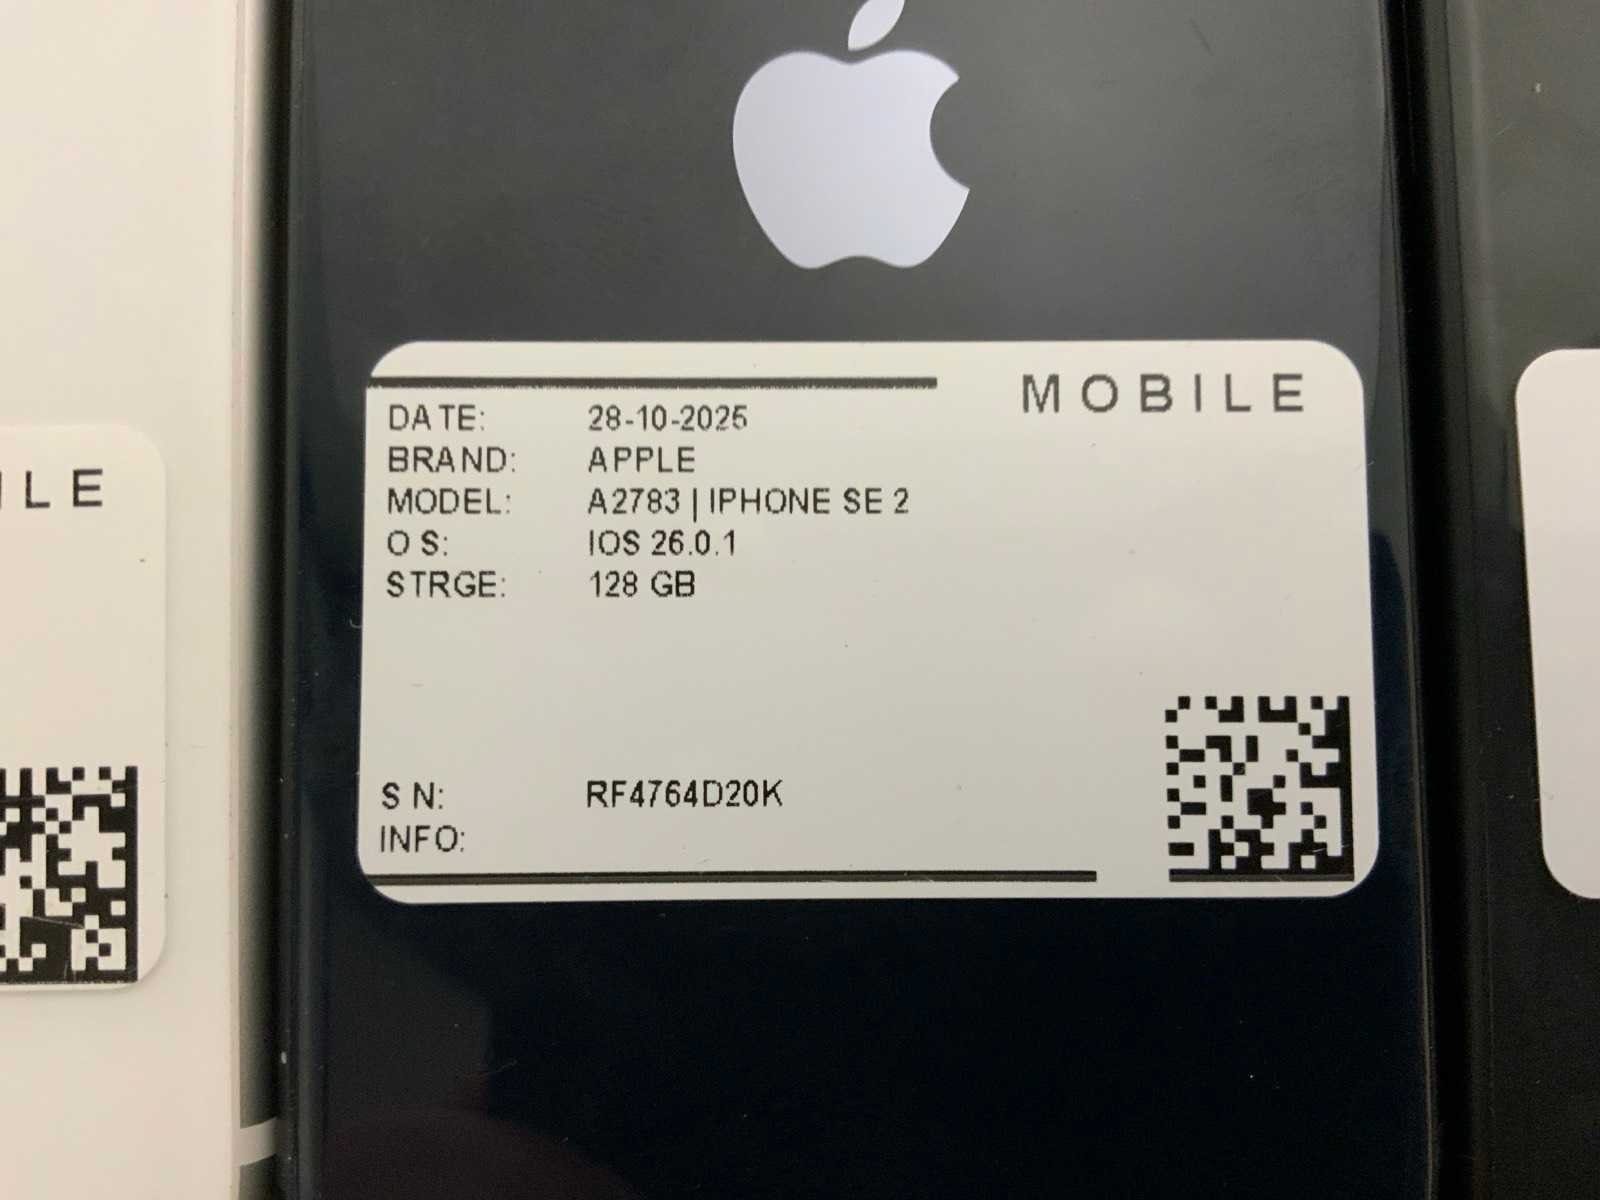 MOBILE
DATE: 28-10-2025
BRAND: APPLE
MODEL: A2783 | IPHONE SE 2
O S: IOS 26.0.1
STRGE: 128 GB
S N: RF4764D20K
INFO:
ILE